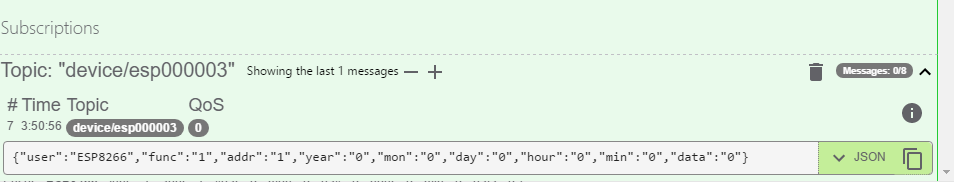 Subscriptions
Topic: "device/esp000003" Showing the last 1 messages — + Messages: 0/8
# Time Topic QoS
7 3:50:56 device/esp000003 0
{"user":"ESP8266","func":"1","addr":"1","year":"0","mon":"0","day":"0","hour":"0","min":"0","data":"0"} JSON